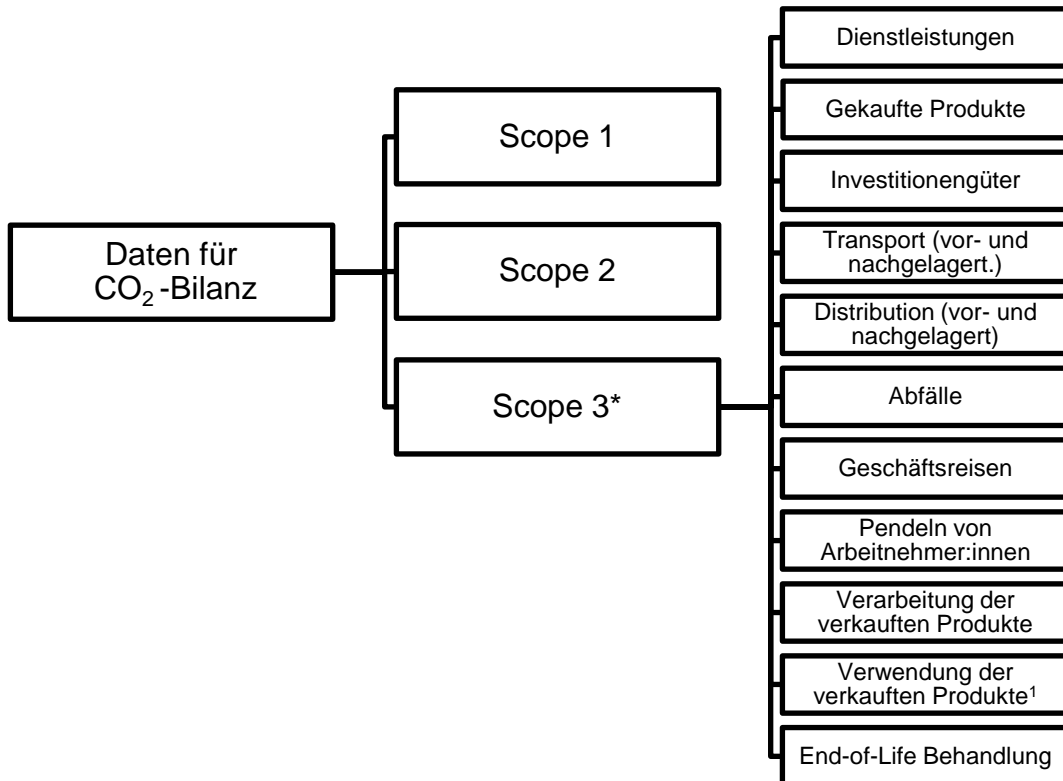 Daten für
CO₂ -Bilanz
Scope 1
Scope 2
Scope 3*
Dienstleistungen
Gekaufte Produkte
Investitionengüter
Transport (vor- und
nachgelagert.)
Distribution (vor- und
nachgelagert)
Abfälle
Geschäftsreisen
Pendeln von
Arbeitnehmer:innen
Verarbeitung der
verkauften Produkte
Verwendung der
verkauften Produkte¹
End-of-Life Behandlung